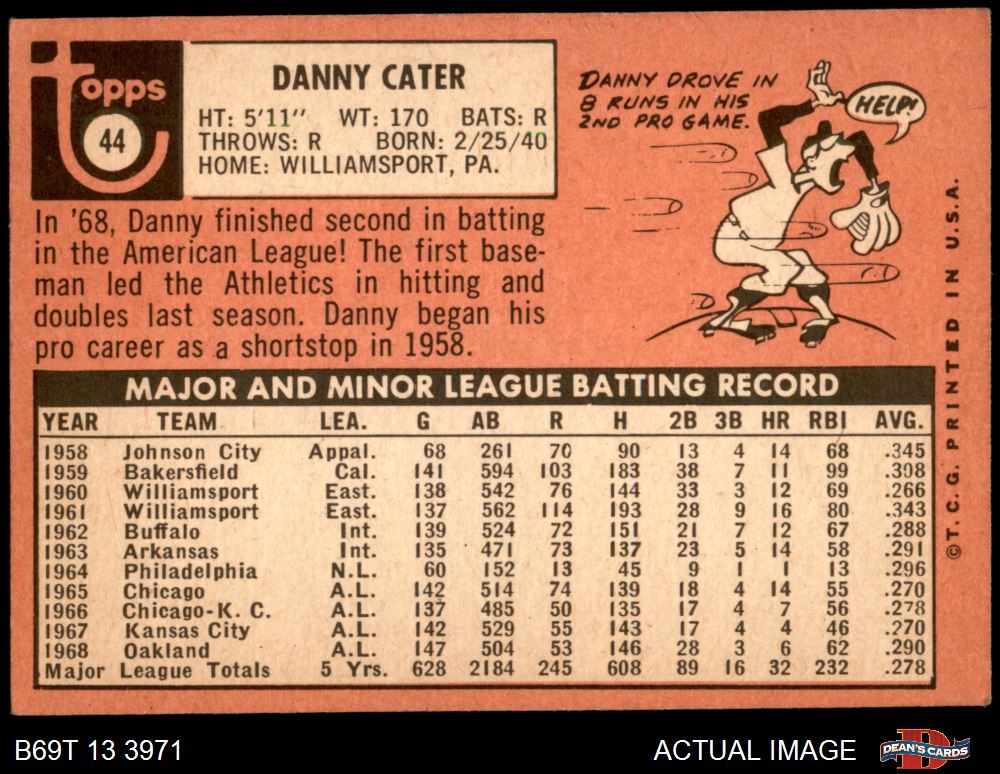 Topps
44
DANNY CATER
HT: 5'11" WT: 170 BATS: R
THROWS: R BORN: 2/25/40
HOME: WILLIAMSPORT, PA.
DANNY DROVE IN
8 RUNS IN HIS
2ND PRO GAME.
HELP!
In '68, Danny finished second in batting
in the American League! The first base-
man led the Athletics in hitting and
doubles last season. Danny began his
pro career as a shortstop in 1958.
MAJOR AND MINOR LEAGUE BATTING RECORD
YEAR TEAM LEA. G AB R H 2B 3B HR RBI AVG.
1958 Johnson City Appal. 68 261 70 90 13 4 14 68 .345
1959 Bakersfield Cal. 141 594 103 183 38 7 11 99 .308
1960 Williamsport East. 138 542 76 144 33 3 12 69 .266
1961 Williamsport East. 137 562 114 193 28 9 16 80 .343
1962 Buffalo Int. 139 524 72 151 21 7 12 67 .288
1963 Arkansas Int. 135 471 73 137 23 5 14 58 .291
1964 Philadelphia N.L. 60 152 13 45 9 1 1 13 .296
1965 Chicago A.L. 142 514 74 139 18 4 14 55 .270
1966 Chicago-K. C. A.L. 137 485 50 135 17 4 7 56 .278
1967 Kansas City A.L. 142 529 55 143 17 4 4 46 .270
1968 Oakland A.L. 147 504 53 146 28 3 6 62 .290
Major League Totals 5 Yrs. 628 2184 245 608 89 16 32 232 .278
©T. C. G. PRINTED IN U.S.A.
B69T 13 3971
ACTUAL IMAGE
DEAN'S CARDS